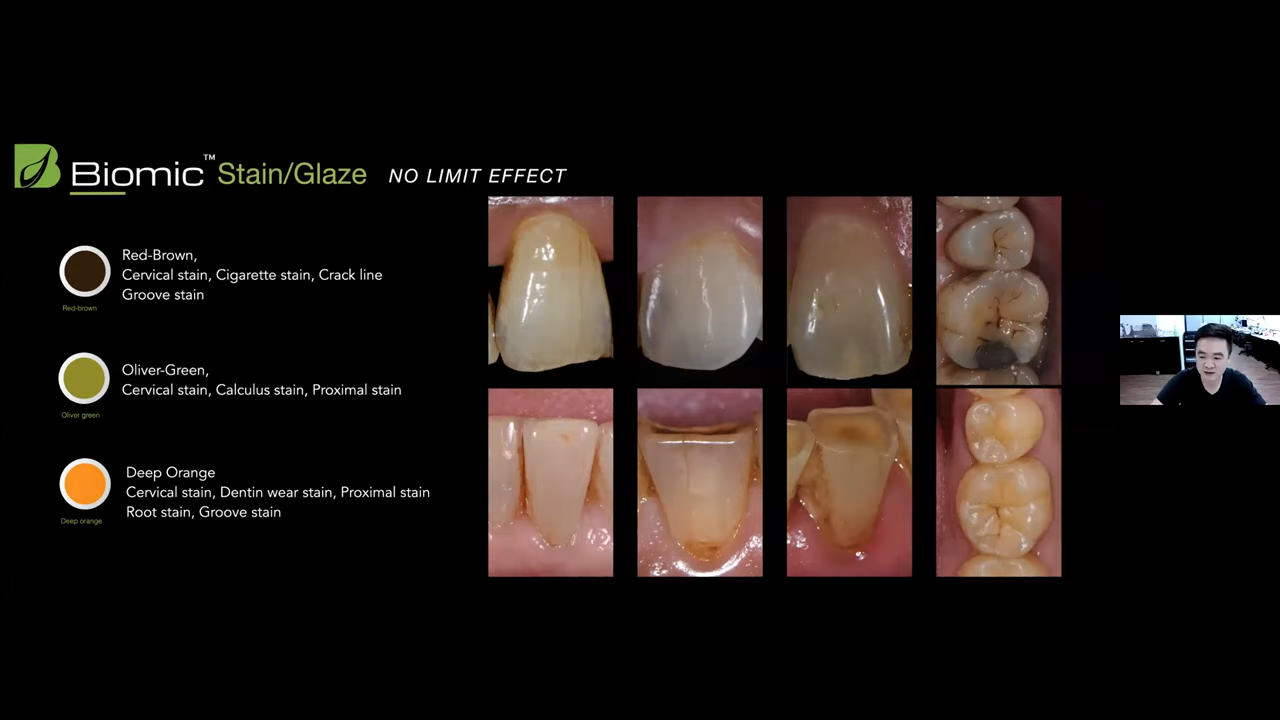 Biomic™ Stain/Glaze NO LIMIT EFFECT
Red-Brown,
Cervical stain, Cigarette stain, Crack line
Groove stain
Red-brown
Oliver-Green,
Cervical stain, Calculus stain, Proximal stain
Oliver green
Deep Orange
Cervical stain, Dentin wear stain, Proximal stain
Root stain, Groove stain
Deep orange